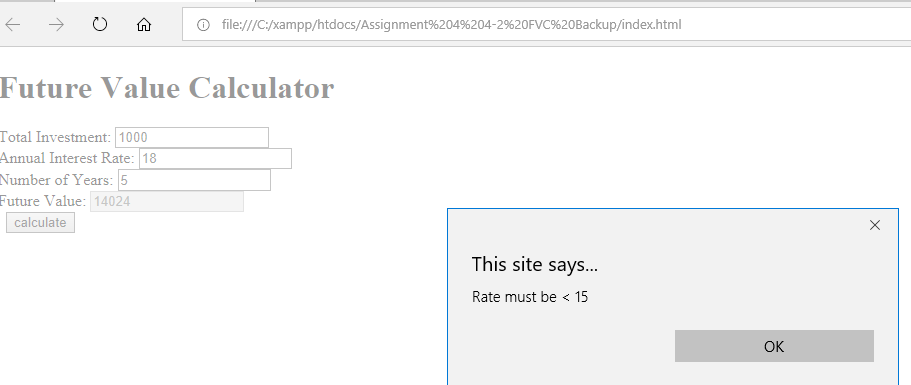 file:///C:/xampp/htdocs/Assignment%204%204-2%20FVC%20Backup/index.html
Future Value Calculator
Total Investment: 1000
Annual Interest Rate: 18
Number of Years: 5
Future Value: 14024
calculate
This site says...
Rate must be < 15
OK